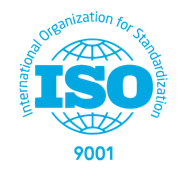 International Organization for Standardization
ISO
9001